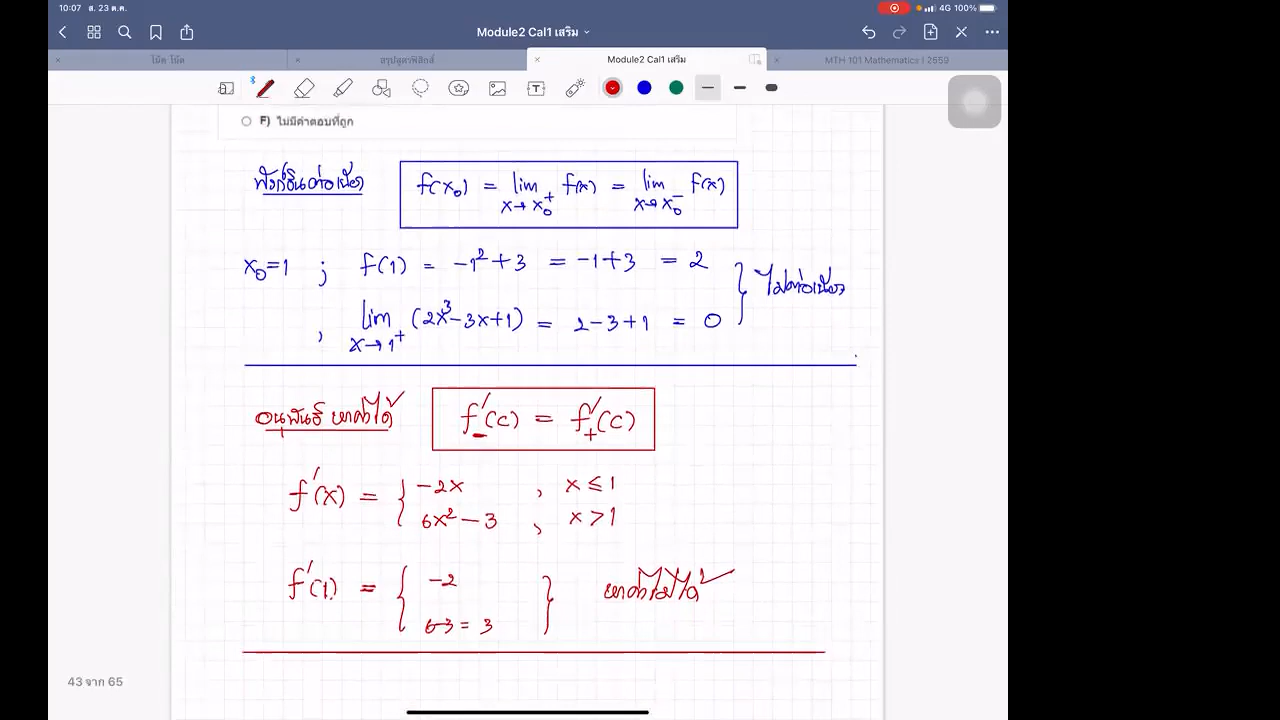 10:07 ส. 23 ต.ค.
4G 100%
Module2 Cal1 เสริม
โน้ต โน้ต
สรุปสูตรฟิสิกส์
Module2 Cal1 เสริม
MTH 101 Mathematics I 2559
F) ไม่มีคำตอบที่ถูก
ฟังก์ชันต่อเนื่อง f(x₀) = lim x→x₀⁺ f(x) = lim x→x₀⁻ f(x)
x₀=1 ; f(1) = -1² + 3 = -1+3 = 2
, lim x→1⁺ (2x³-3x+1) = 2-3+1 = 0 } ไม่ต่อเนื่อง
อนุพันธ์ หาค่าได้ f'₋(c) = f'₊(c)
f'(x) = { -2x , x ≤ 1
6x² - 3 , x > 1
f'(1) = { -2 } หาค่าไม่ได้
6-3 = 3
43 จาก 65